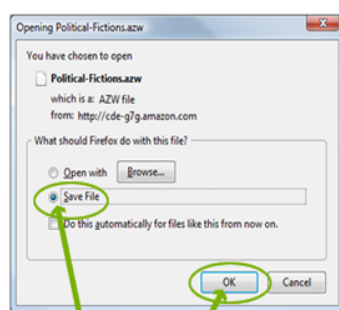 Opening Political-Fictions.azw
You have chosen to open
Political-Fictions.azw
which is a: AZW file
from: http://cde-g7g.amazon.com
What should Firefox do with this file?
Open with Browse...
Save File
Do this automatically for files like this from now on.
OK Cancel